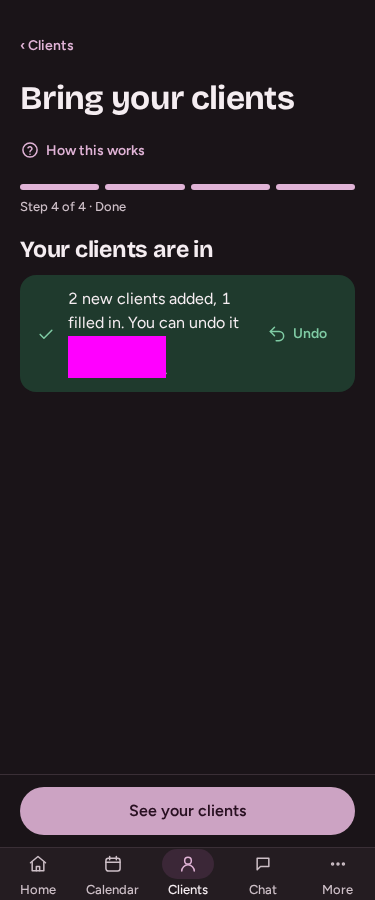 ‹ Clients
Bring your clients
How this works
Step 4 of 4 · Done
Your clients are in
2 new clients added, 1
filled in. You can undo it
Undo
See your clients
Home
Calendar
Clients
Chat
More